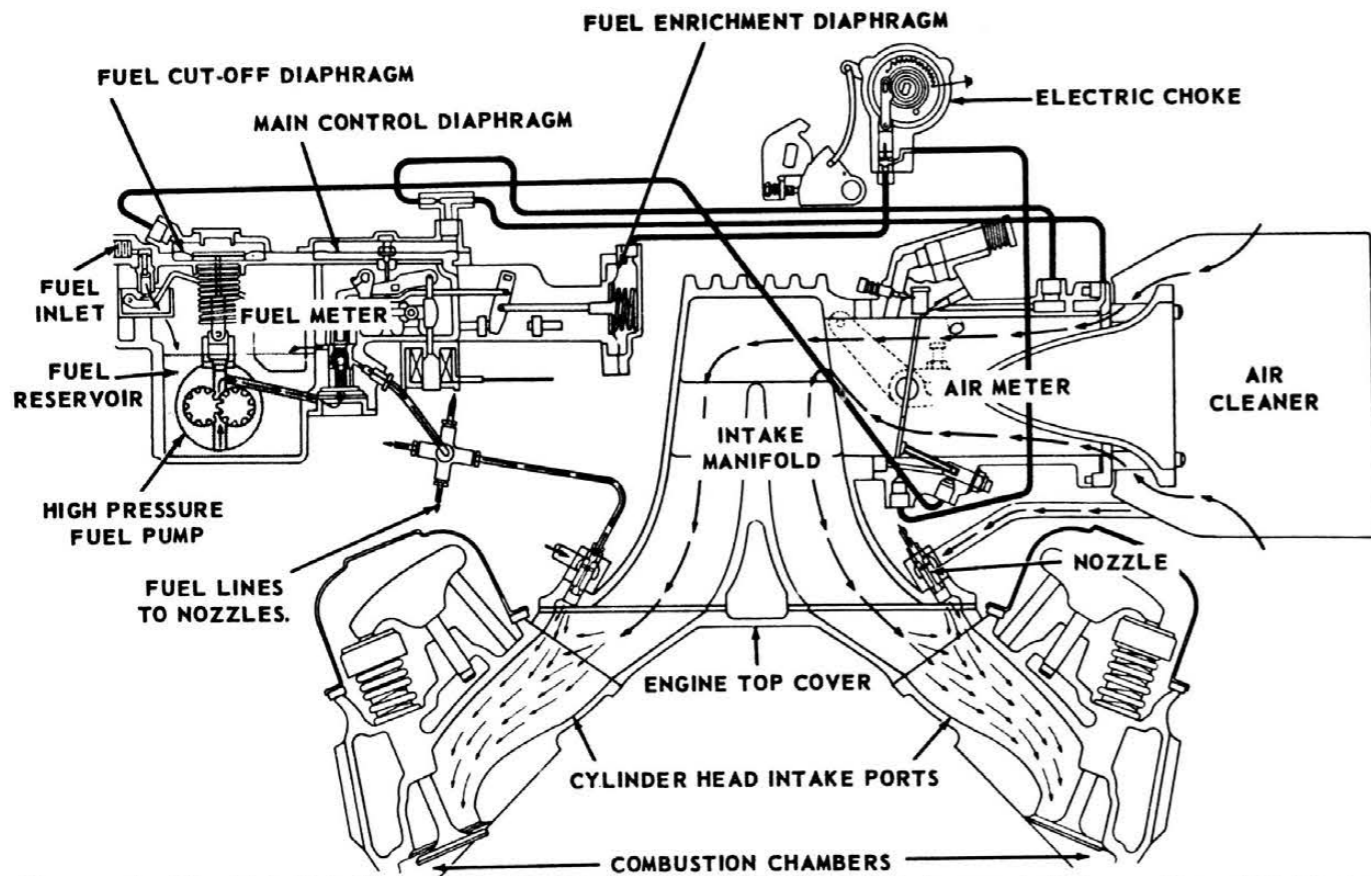 FUEL ENRICHMENT DIAPHRAGM
FUEL CUT-OFF DIAPHRAGM
ELECTRIC CHOKE
MAIN CONTROL DIAPHRAGM
FUEL
INLET
FUEL METER
FUEL
RESERVOIR
AIR METER
AIR
CLEANER
INTAKE
MANIFOLD
HIGH PRESSURE
FUEL PUMP
NOZZLE
FUEL LINES
TO NOZZLES.
ENGINE TOP COVER
CYLINDER HEAD INTAKE PORTS
COMBUSTION CHAMBERS